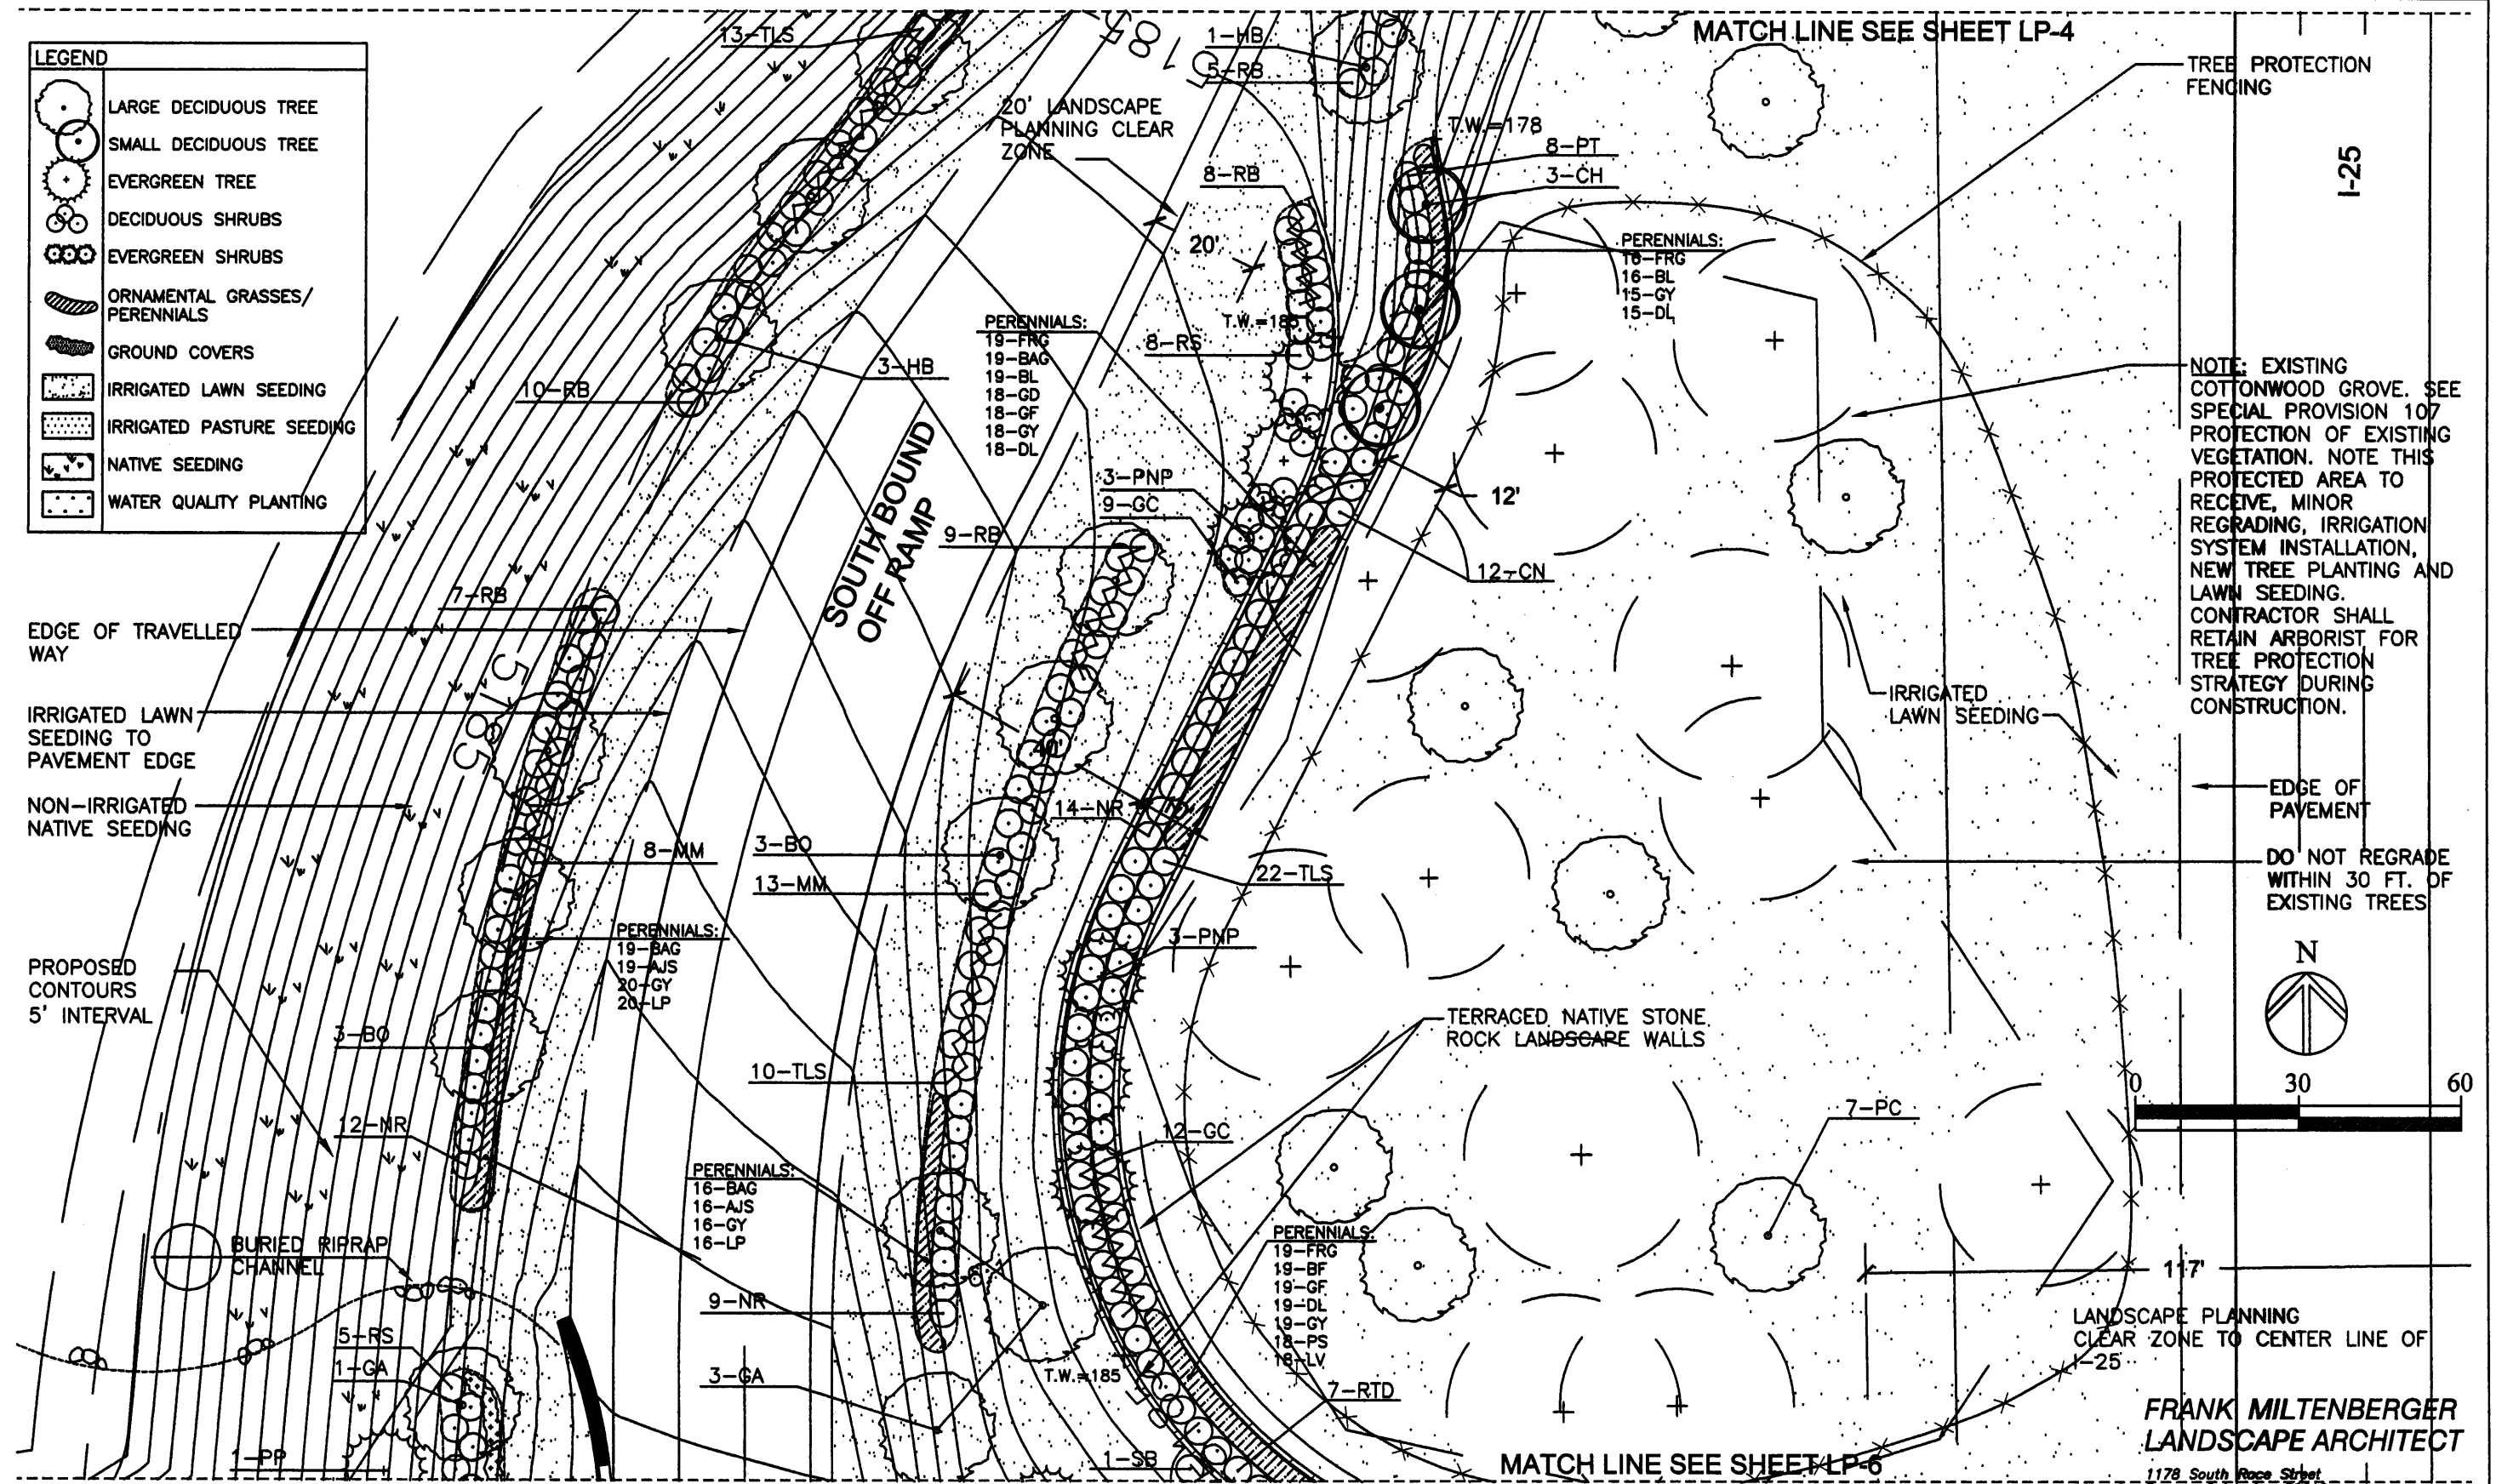 MATCH LINE SEE SHEET LP-4
LEGEND
LARGE DECIDUOUS TREE
SMALL DECIDUOUS TREE
EVERGREEN TREE
DECIDUOUS SHRUBS
EVERGREEN SHRUBS
ORNAMENTAL GRASSES/
PERENNIALS
GROUND COVERS
IRRIGATED LAWN SEEDING
IRRIGATED PASTURE SEEDING
NATIVE SEEDING
WATER QUALITY PLANTING
13-TLS
5185
1-HB
5-RB
20' LANDSCAPE
PLANNING CLEAR
ZONE
T.W.=178
8-PT
3-CH
8-RB
20'
TREE PROTECTION
FENCING
I-25
PERENNIALS:
16-FRG
16-BL
15-GY
15-DL
PERENNIALS:
19-FRG
19-BAG
19-BL
18-GD
18-GF
18-GY
18-DL
T.W.=185
8-RS
3-HB
10-RB
3-PNP
9-GC
9-RB
12'
12-CN
SOUTH BOUND
OFF RAMP
NOTE: EXISTING
COTTONWOOD GROVE. SEE
SPECIAL PROVISION 107
PROTECTION OF EXISTING
VEGETATION. NOTE THIS
PROTECTED AREA TO
RECEIVE, MINOR
REGRADING, IRRIGATION
SYSTEM INSTALLATION,
NEW TREE PLANTING AND
LAWN SEEDING.
CONTRACTOR SHALL
RETAIN ARBORIST FOR
TREE PROTECTION
STRATEGY DURING
CONSTRUCTION.
7-RB
EDGE OF TRAVELLED
WAY
5185
IRRIGATED LAWN
SEEDING TO
PAVEMENT EDGE
NON-IRRIGATED
NATIVE SEEDING
IRRIGATED
LAWN SEEDING
40'
EDGE OF
PAVEMENT
14-NR
8-MM
3-BO
13-MM
22-TLS
DO NOT REGRADE
WITHIN 30 FT. OF
EXISTING TREES
PERENNIALS:
19-BAG
19-AJS
20-GY
20-LP
3-PNP
PROPOSED
CONTOURS
5' INTERVAL
N
TERRACED NATIVE STONE
ROCK LANDSCAPE WALLS
3-BO
10-TLS
0 30 60
7-PC
12-NR
12-GC
PERENNIALS:
16-BAG
16-AJS
16-GY
16-LP
BURIED RIPRAP
CHANNEL
PERENNIALS:
19-FRG
19-BF
19-GF
19-DL
19-GY
18-PS
18-LV
117'
9-NR
LANDSCAPE PLANNING
CLEAR ZONE TO CENTER LINE OF
I-25
5-RS
1-GA
3-GA
T.W.=185
7-RTD
1-PP
1-SB
MATCH LINE SEE SHEET LP-6
FRANK MILTENBERGER
LANDSCAPE ARCHITECT
1178 South Race Street